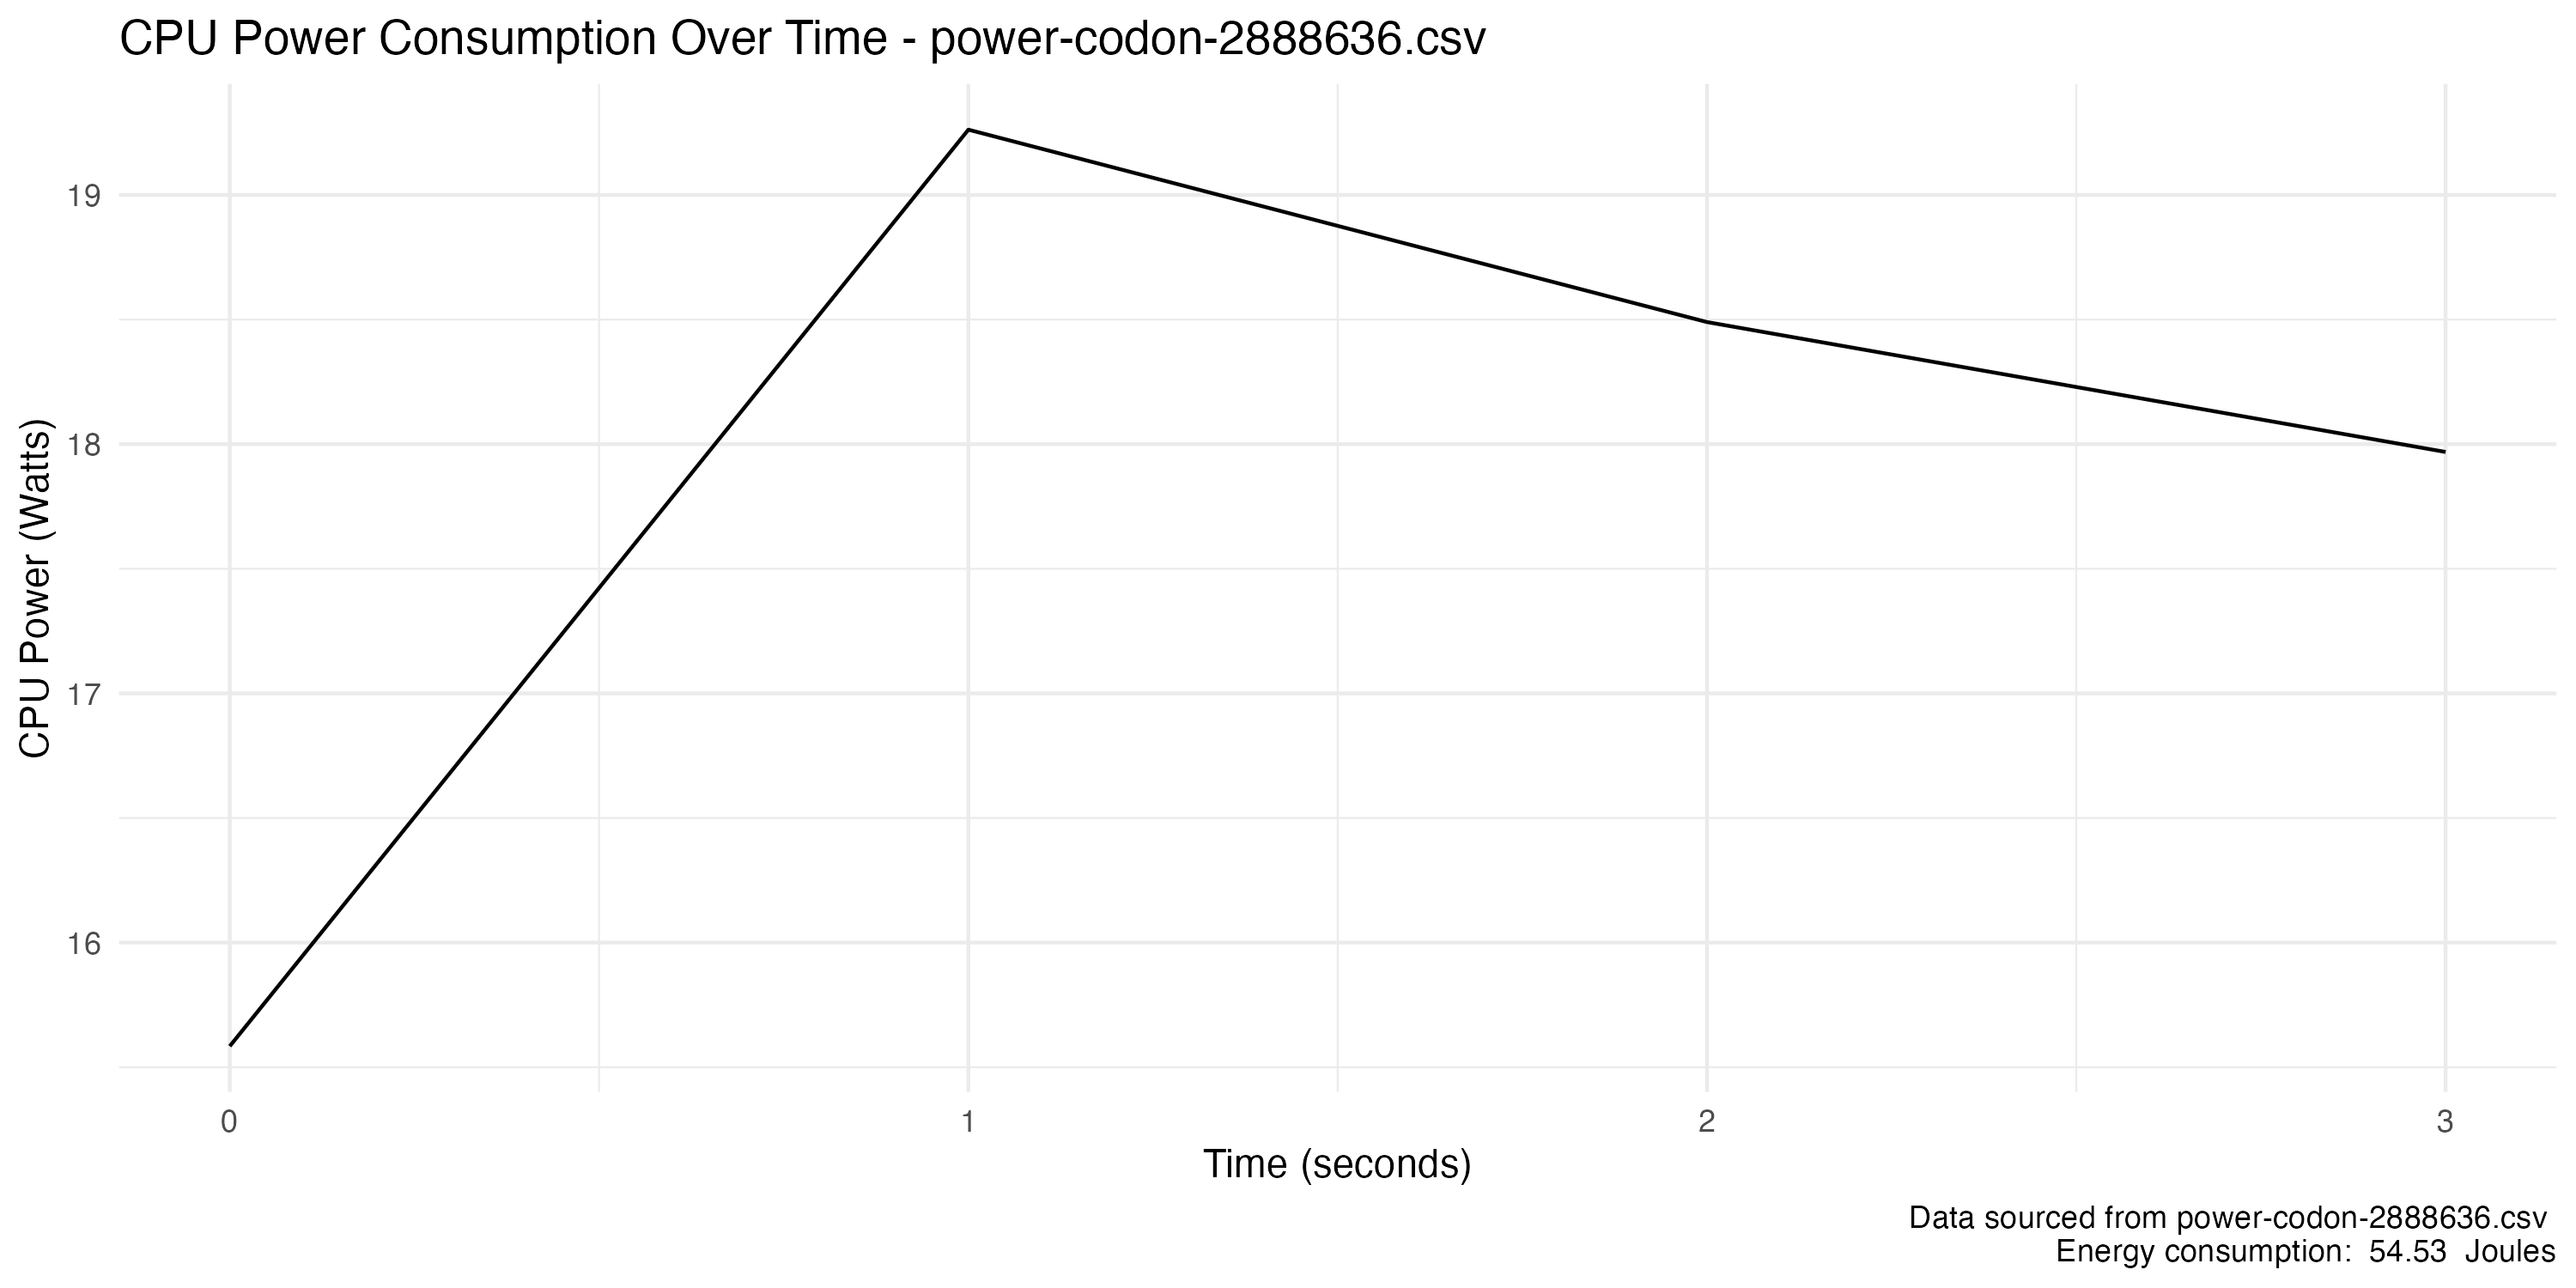 CPU Power Consumption Over Time - power-codon-2888636.csv
CPU Power (Watts)
19
18
17
16
0 1 2 3
Time (seconds)
Data sourced from power-codon-2888636.csv
Energy consumption: 54.53 Joules